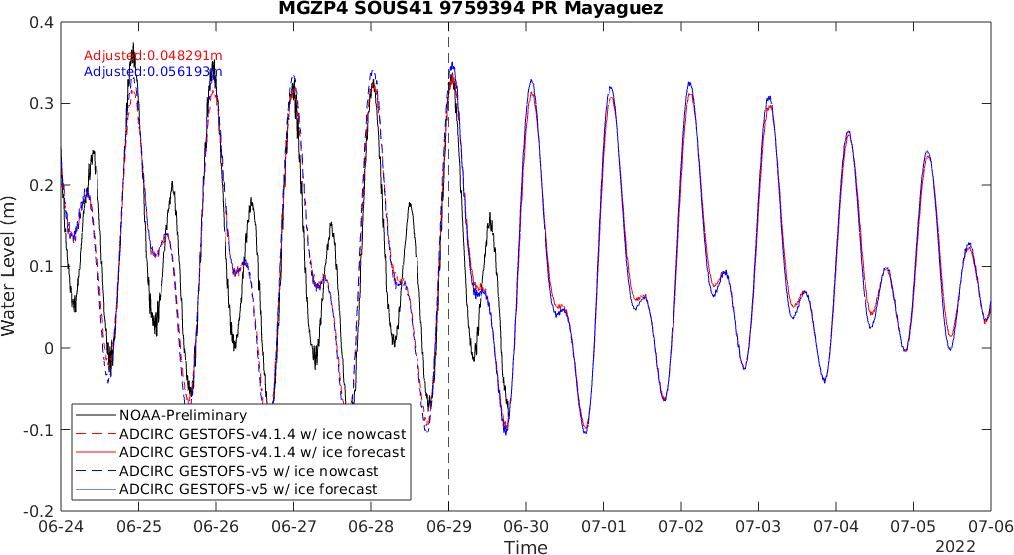 MGZP4 SOUS41 9759394 PR Mayaguez
Adjusted:0.048291m
Adjusted:0.056193m
0.4
0.3
0.2
0.1
0
-0.1
-0.2
Water Level (m)
NOAA-Preliminary
ADCIRC GESTOFS-v4.1.4 w/ ice nowcast
ADCIRC GESTOFS-v4.1.4 w/ ice forecast
ADCIRC GESTOFS-v5 w/ ice nowcast
ADCIRC GESTOFS-v5 w/ ice forecast
06-24 06-25 06-26 06-27 06-28 06-29 06-30 07-01 07-02 07-03 07-04 07-05 07-06
Time
2022